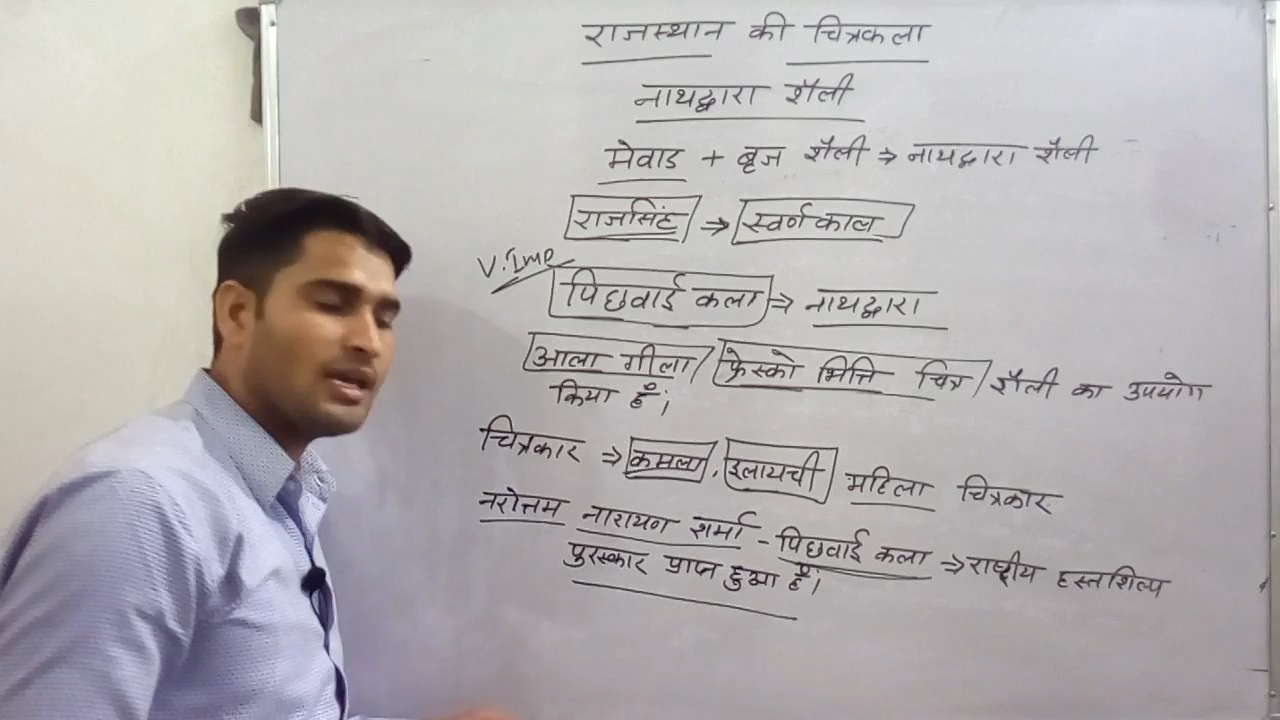 राजस्थान की चित्रकला
नाथद्वारा शैली
मेवाड + बृज शैली ⇒ नाथद्वारा शैली
राजसिंह ⇒ स्वर्णकाल
V.Imp
पिछवाई कला ⇒ नाथद्वारा
आला गीला / फ्रेस्को भित्ति चित्र / शैली का उपयोग
किया है।
चित्रकार ⇒ कमला, इलायची महिला चित्रकार
नरोत्तम नारायण शर्मा - पिछवाई कला ⇒ राष्ट्रीय हस्तशिल्प
पुरस्कार प्राप्त हुआ है।